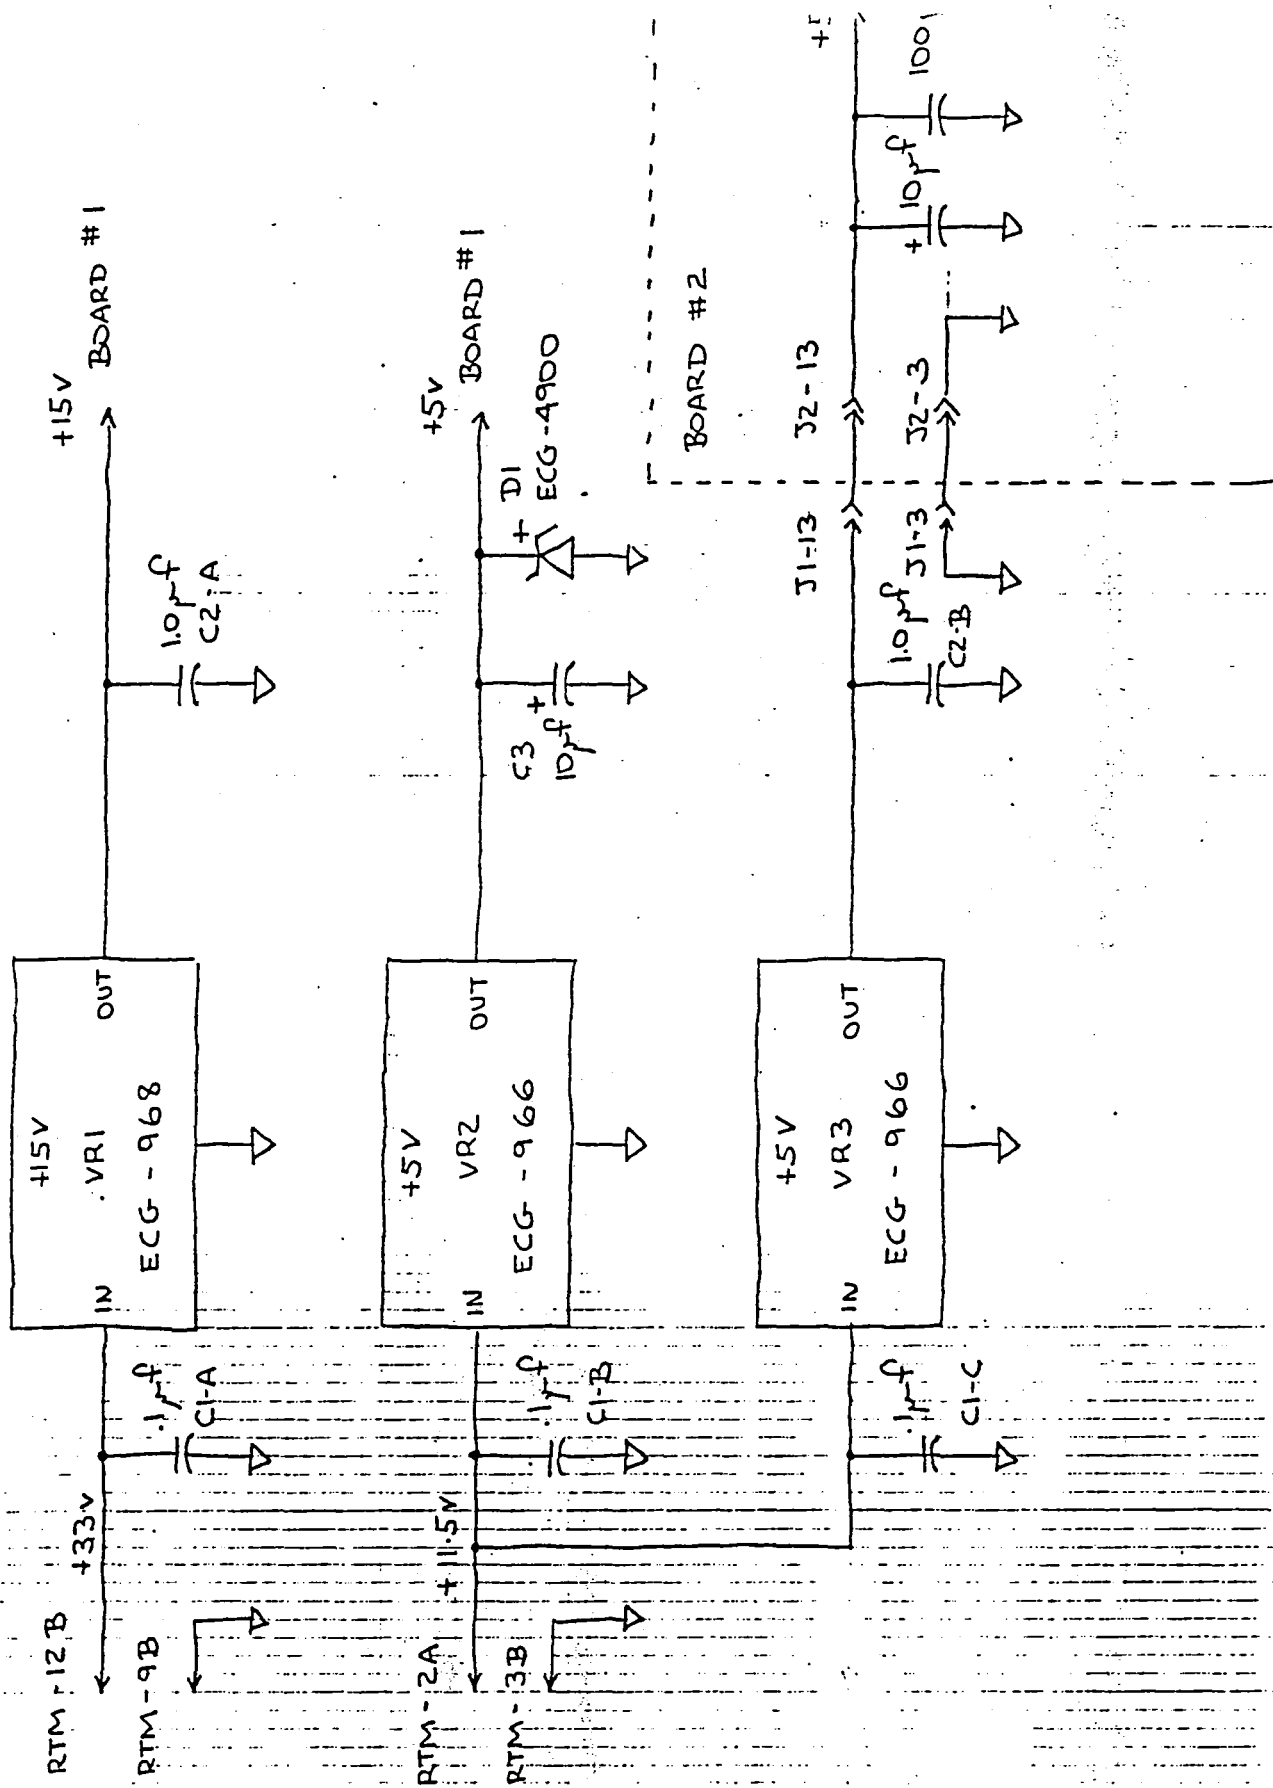 RTM-12B
+33v
RTM-9B
.1µf
C1-A
IN
+15V
VR1
ECG-968
OUT
1.0µf
C2-A
+15v
BOARD #1
RTM-2A
+11.5v
RTM-3B
.1µf
C1-B
IN
+5V
VR2
ECG-966
OUT
C3
+
10µf
+
D1
ECG-4900
+5v
BOARD #1
.1µf
C1-C
IN
+5V
VR3
ECG-966
OUT
1.0µf
C2-B
J1-13
J1-3
J2-13
J2-3
BOARD #2
+
10µf